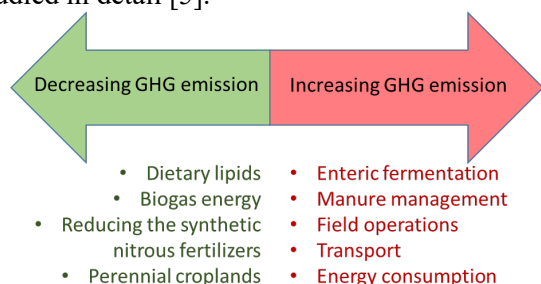 udied in detail [5].
Decreasing GHG emission
Increasing GHG emission
• Dietary lipids
• Biogas energy
• Reducing the synthetic
nitrous fertilizers
• Perennial croplands
• Enteric fermentation
• Manure management
• Field operations
• Transport
• Energy consumption